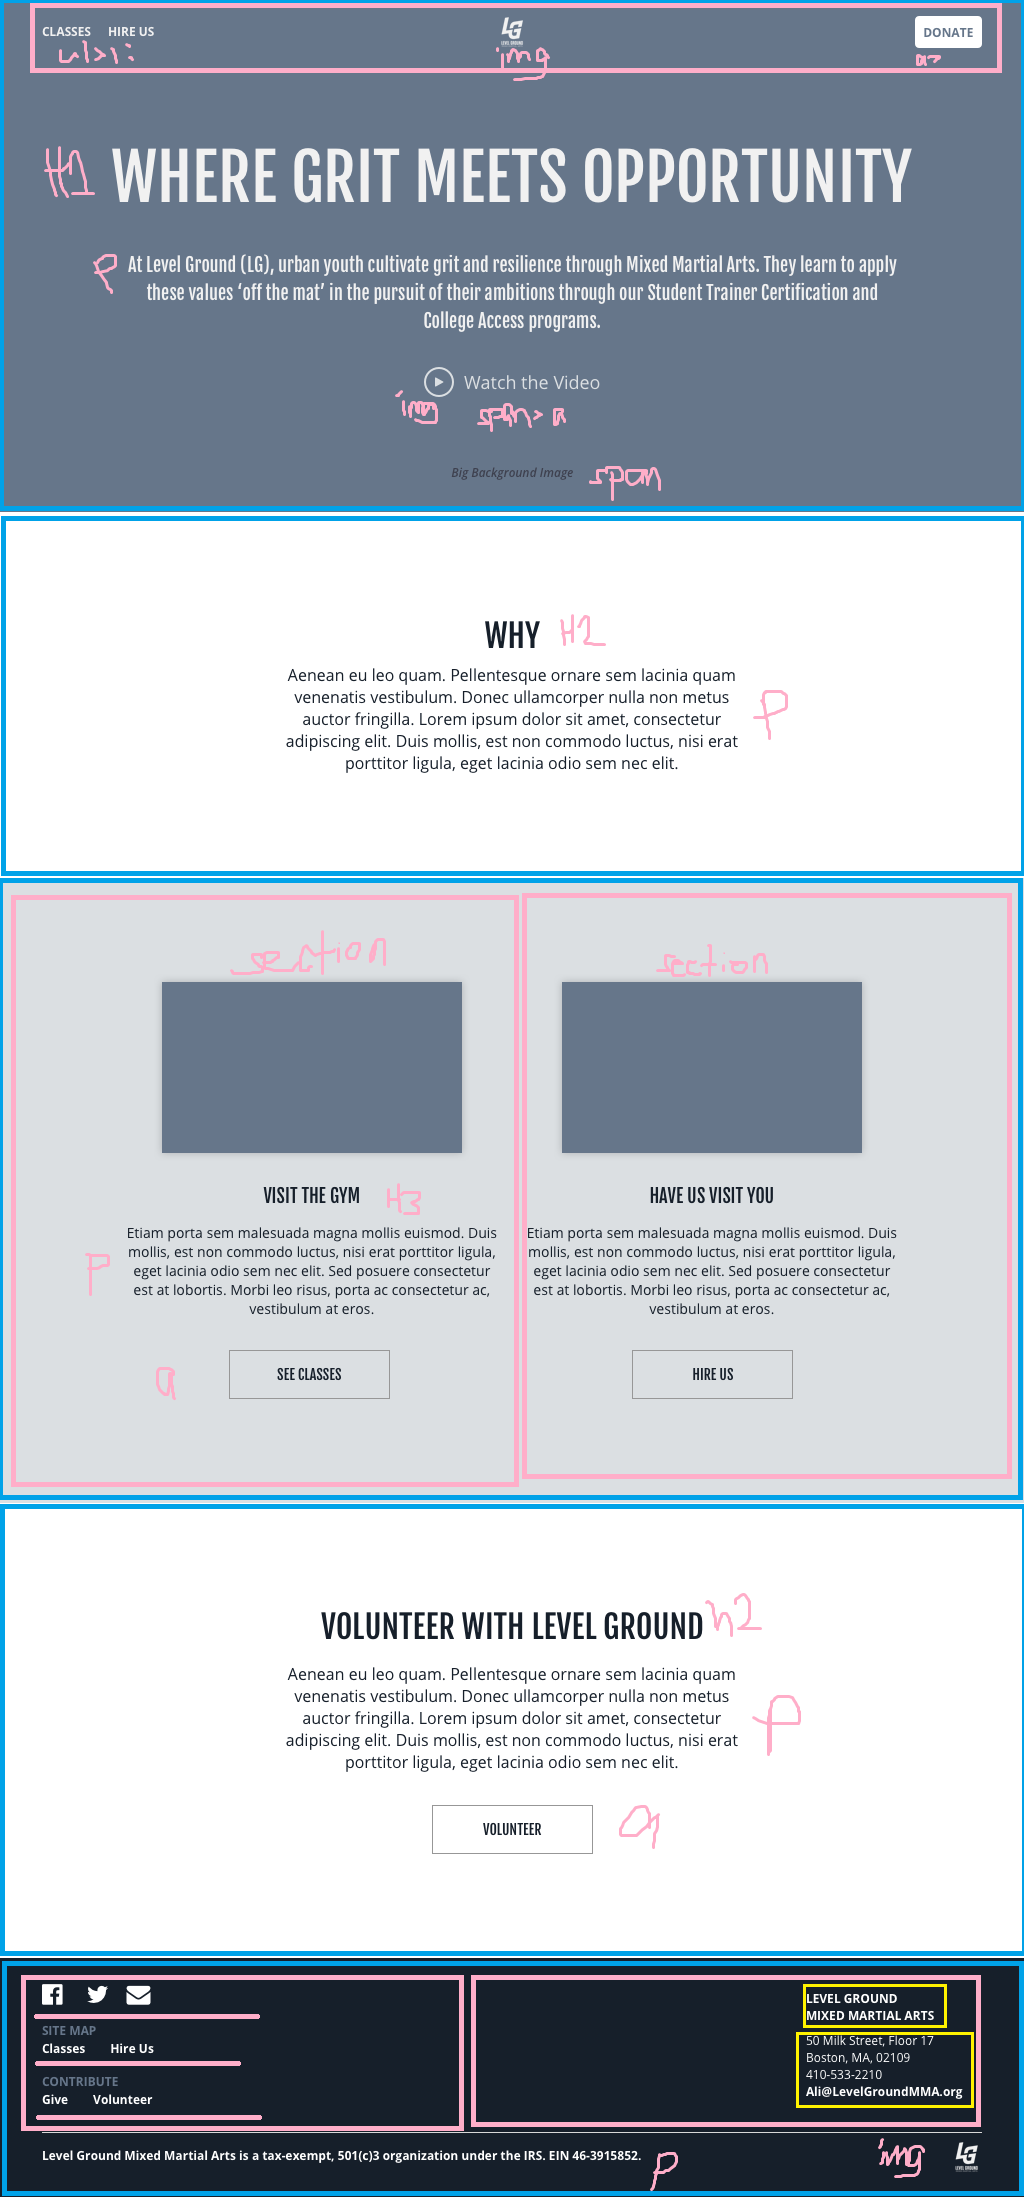 CLASSES HIRE US
LG
LEVEL GROUND
DONATE
ul>li
img
a>
H1
WHERE GRIT MEETS OPPORTUNITY
P
At Level Ground (LG), urban youth cultivate grit and resilience through Mixed Martial Arts. They learn to apply
these values ‘off the mat’ in the pursuit of their ambitions through our Student Trainer Certification and
College Access programs.
Watch the Video
img span> a
Big Background Image
span
WHY
H2
Aenean eu leo quam. Pellentesque ornare sem lacinia quam
venenatis vestibulum. Donec ullamcorper nulla non metus
auctor fringilla. Lorem ipsum dolor sit amet, consectetur
adipiscing elit. Duis mollis, est non commodo luctus, nisi erat
porttitor ligula, eget lacinia odio sem nec elit.
P
section
VISIT THE GYM
H3
Etiam porta sem malesuada magna mollis euismod. Duis
mollis, est non commodo luctus, nisi erat porttitor ligula,
eget lacinia odio sem nec elit. Sed posuere consectetur
est at lobortis. Morbi leo risus, porta ac consectetur ac,
vestibulum at eros.
P
a
SEE CLASSES
section
HAVE US VISIT YOU
Etiam porta sem malesuada magna mollis euismod. Duis
mollis, est non commodo luctus, nisi erat porttitor ligula,
eget lacinia odio sem nec elit. Sed posuere consectetur
est at lobortis. Morbi leo risus, porta ac consectetur ac,
vestibulum at eros.
HIRE US
VOLUNTEER WITH LEVEL GROUND
h2
Aenean eu leo quam. Pellentesque ornare sem lacinia quam
venenatis vestibulum. Donec ullamcorper nulla non metus
auctor fringilla. Lorem ipsum dolor sit amet, consectetur
adipiscing elit. Duis mollis, est non commodo luctus, nisi erat
porttitor ligula, eget lacinia odio sem nec elit.
P
VOLUNTEER
a
SITE MAP
Classes Hire Us
CONTRIBUTE
Give Volunteer
LEVEL GROUND
MIXED MARTIAL ARTS
50 Milk Street, Floor 17
Boston, MA, 02109
410-533-2210
Ali@LevelGroundMMA.org
Level Ground Mixed Martial Arts is a tax-exempt, 501(c)3 organization under the IRS. EIN 46-3915852.
P
img
LG
LEVEL GROUND